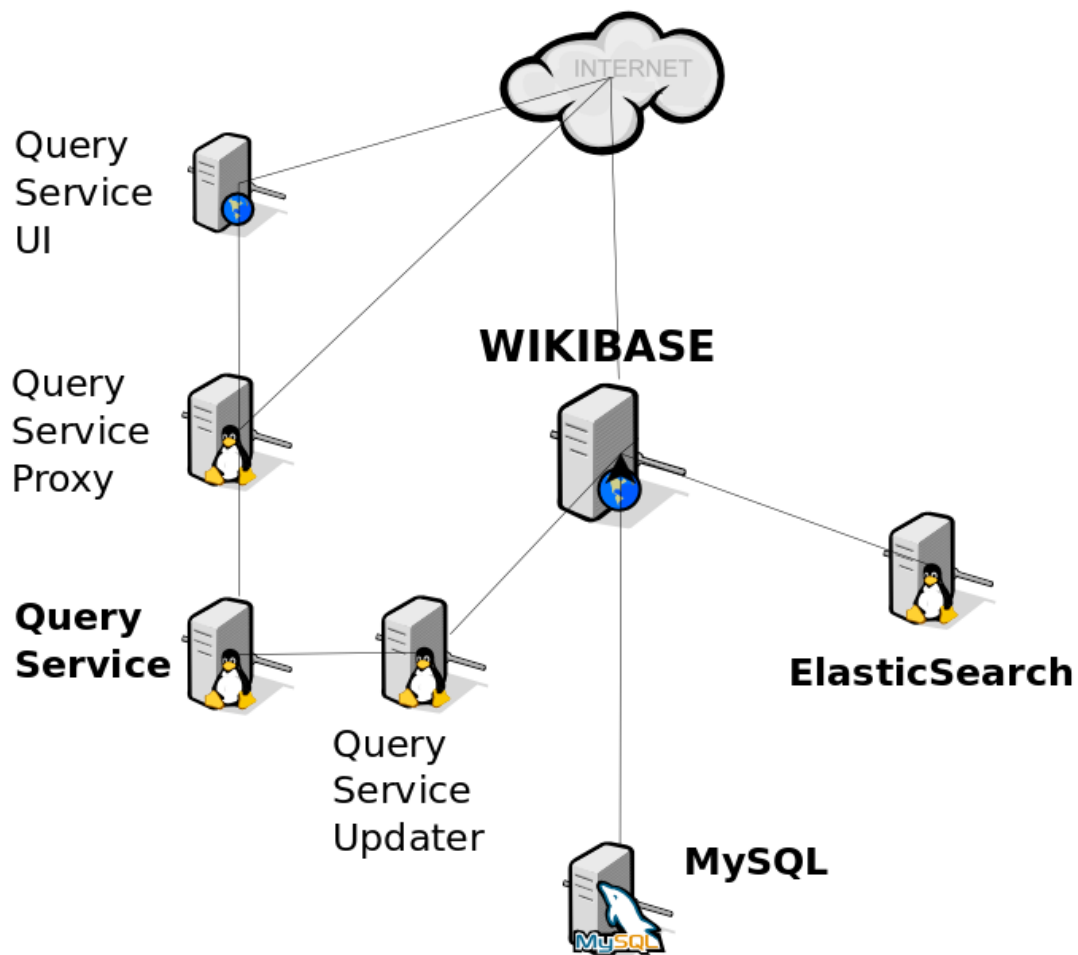 INTERNET
Query
Service
UI
WIKIBASE
Query
Service
Proxy
Query
Service
ElasticSearch
Query
Service
Updater
MySQL
MySQL